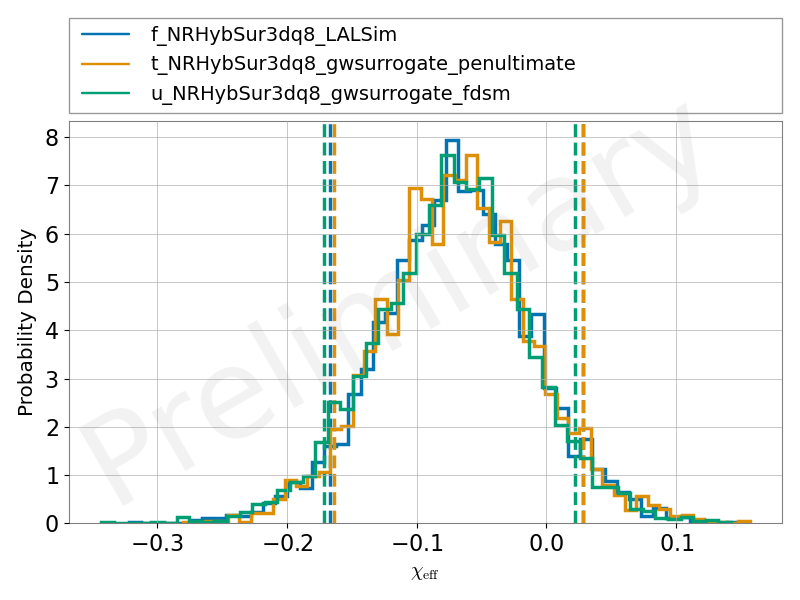 f_NRHybSur3dq8_LALSim
t_NRHybSur3dq8_gwsurrogate_penultimate
u_NRHybSur3dq8_gwsurrogate_fdsm
Preliminary
Probability Density
8
7
6
5
4
3
2
1
0
−0.3 −0.2 −0.1 0.0 0.1
χeff